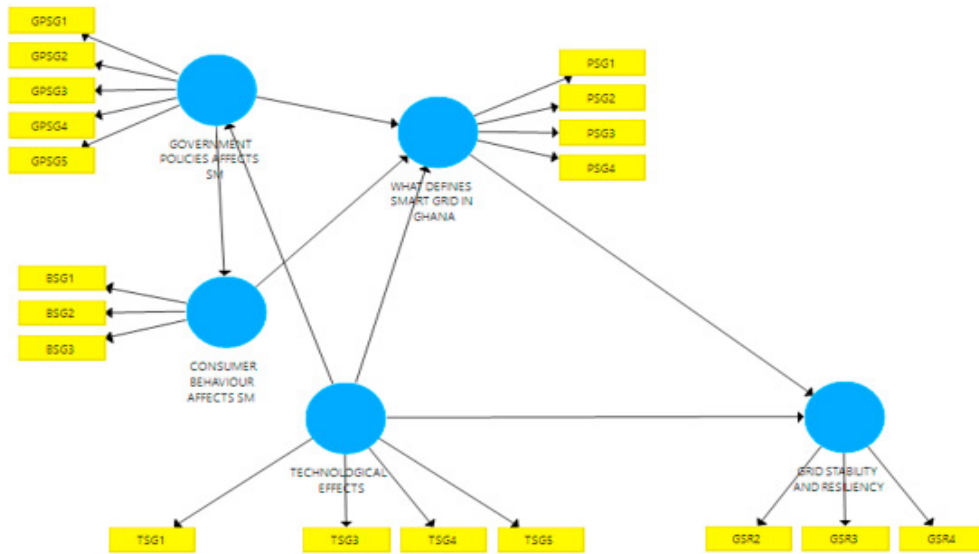 GPSG1
GPSG2
GPSG3
GPSG4
GPSG5
GOVERNMENT
POLICIES AFFECTS
SM
PSG1
PSG2
PSG3
PSG4
WHAT DEFINES
SMART GRID IN
GHANA
BSG1
BSG2
BSG3
CONSUMER
BEHAVIOUR
AFFECTS SM
TECHNOLOGICAL
EFFECTS
GRID STABILITY
AND RESILIENCY
TSG1
TSG3
TSG4
TSG5
GSR2
GSR3
GSR4